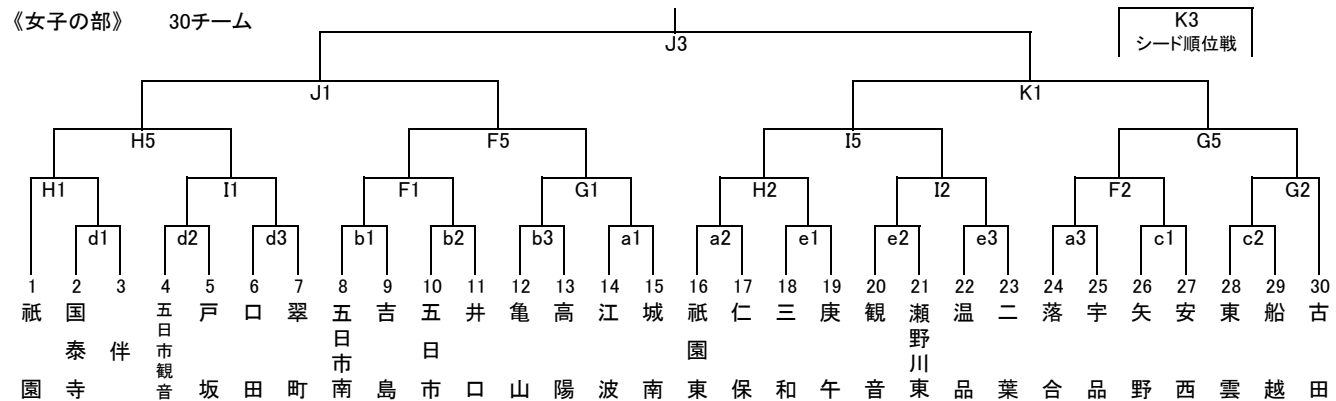 《女子の部》 30チーム
K3
シード順位戦
J3
J1 K1
H5 F5 I5 G5
H1 I1 F1 G1 H2 I2 F2 G2
d1 d2 d3 b1 b2 b3 a1 a2 e1 e2 e3 a3 c1 c2
1 2 3 4 5 6 7 8 9 10 11 12 13 14 15 16 17 18 19 20 21 22 23 24 25 26 27 28 29 30
祇園
国泰寺
伴
五日市観音
戸坂
口田
翠町
五日市南
吉島
五日市
井口
亀山
高陽
江波
城南
祇園東
仁保
三和
庚午
観音
瀬野川東
温品
二葉
落合
宇品
矢野
安西
東雲
船越
古田